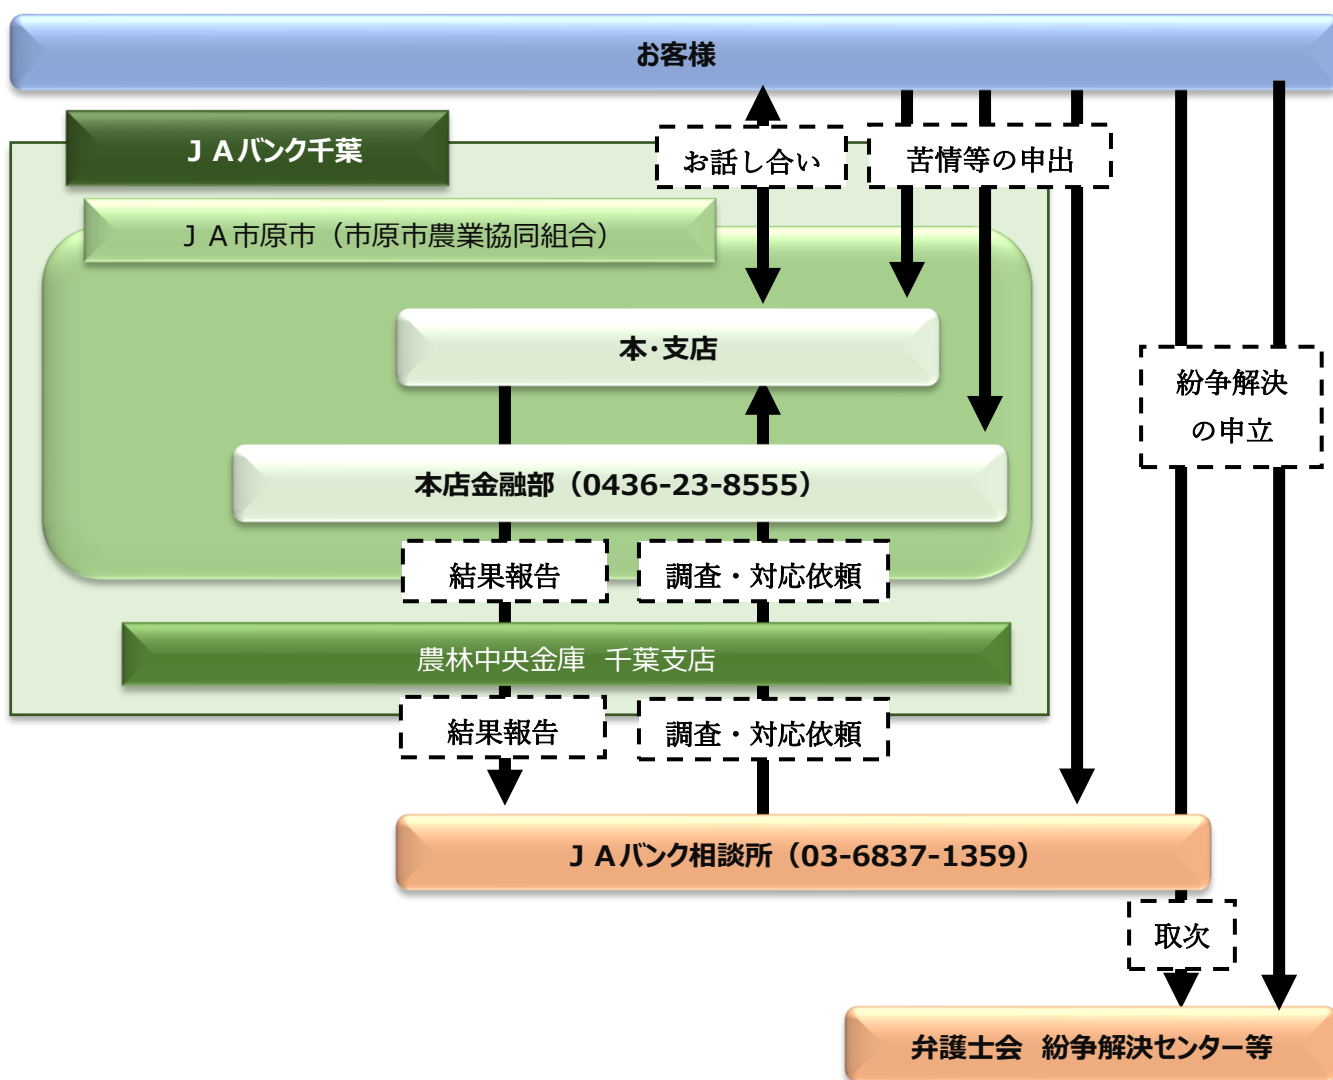 お客様
ＪＡバンク千葉
お話し合い
苦情等の申出
ＪＡ市原市（市原市農業協同組合）
本・支店
紛争解決
の申立
本店金融部（0436-23-8555）
結果報告
調査・対応依頼
農林中央金庫 千葉支店
結果報告
調査・対応依頼
ＪＡバンク相談所（03-6837-1359）
取次
弁護士会 紛争解決センター等